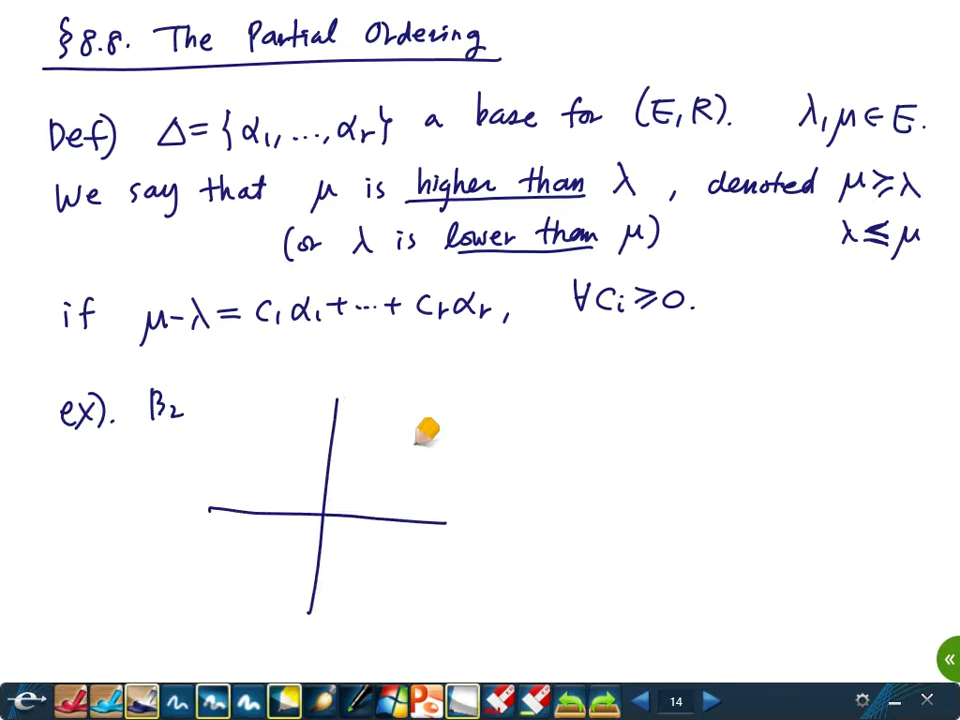 §8.8. The Partial Ordering
Def) Δ={α₁,...,αᵣ} a base for (E,R). λ,μ∈E.
We say that μ is higher than λ, denoted μ≽λ
(or λ is lower than μ) λ≼μ
if μ-λ = c₁α₁+...+cᵣαᵣ, ∀cᵢ≥0.
ex). B₂
14